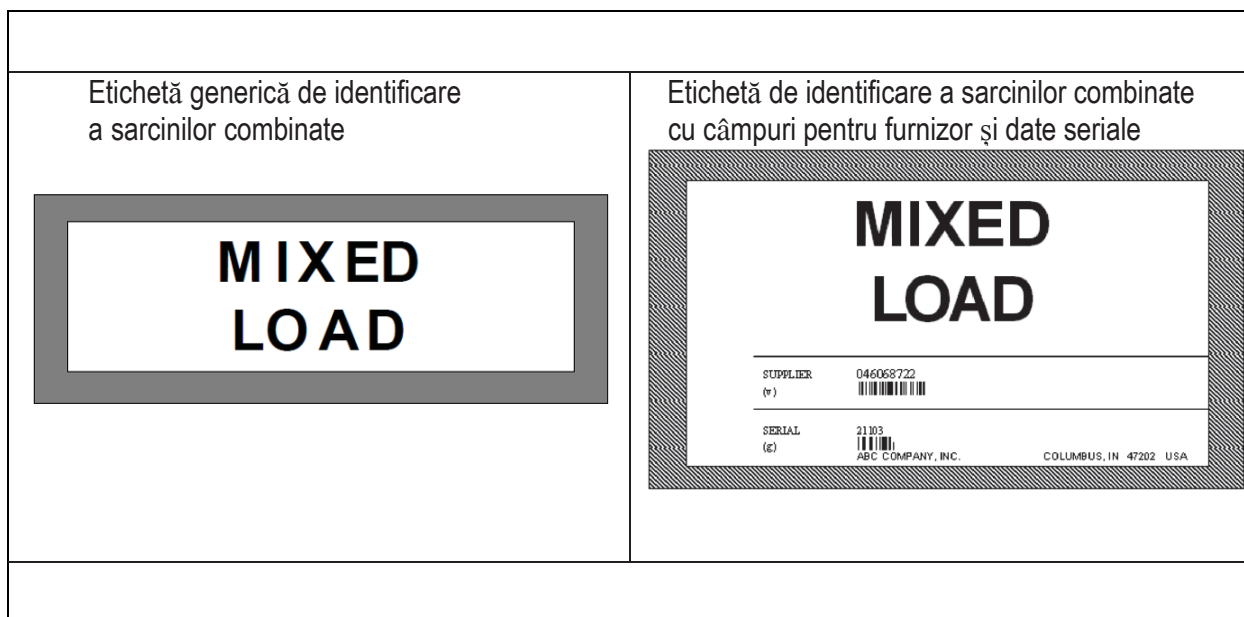 Etichetă generică de identificare
a sarcinilor combinate
MIXED
LOAD
Etichetă de identificare a sarcinilor combinate
cu câmpuri pentru furnizor și date seriale
MIXED
LOAD
SUPPLIER 046068722
(v)
SERIAL 21103
(g)
ABC COMPANY, INC. COLUMBUS, IN 47202 USA